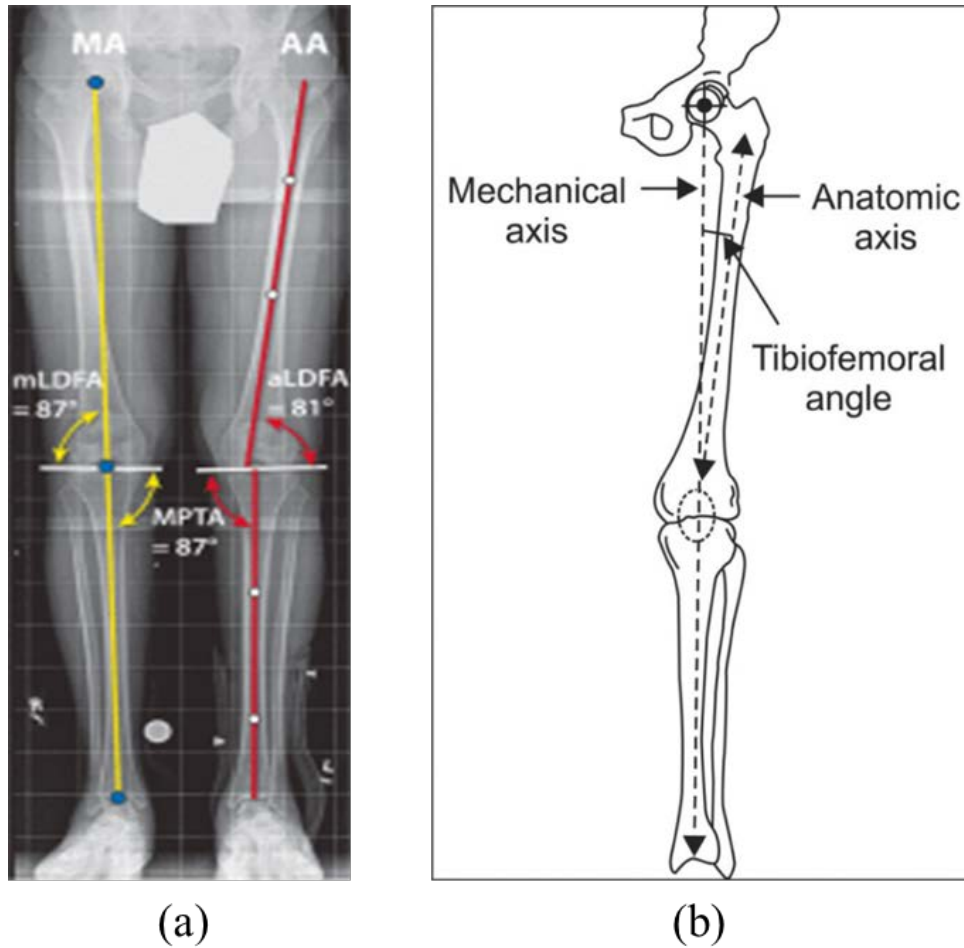 MA AA
mLDFA
= 87°
aLDFA
= 81°
MPTA
= 87°
Mechanical
axis
Anatomic
axis
Tibiofemoral
angle
(a) (b)